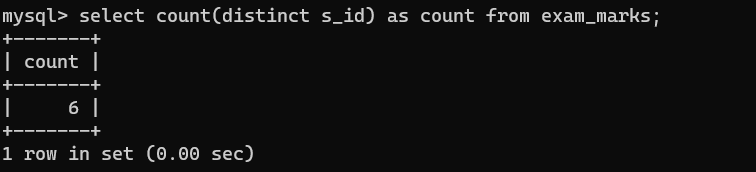 mysql> select count(distinct s_id) as count from exam_marks;
+-------+
| count |
+-------+
|     6 |
+-------+
1 row in set (0.00 sec)